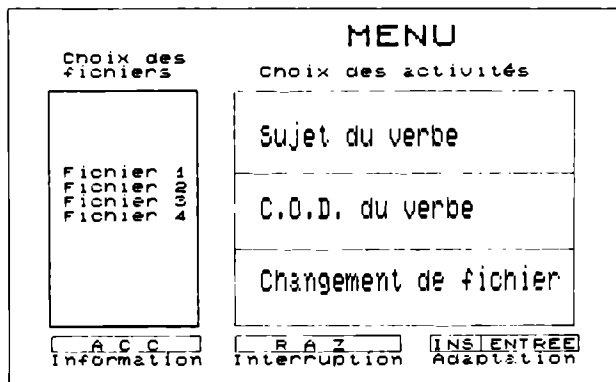 MENU
Choix des
fichiers
Choix des activités
Fichier 1
Fichier 2
Fichier 3
Fichier 4
Sujet du verbe
C.O.D. du verbe
Changement de fichier
A C C
Information
R A Z
Interruption
INS ENTREE
Adaptation